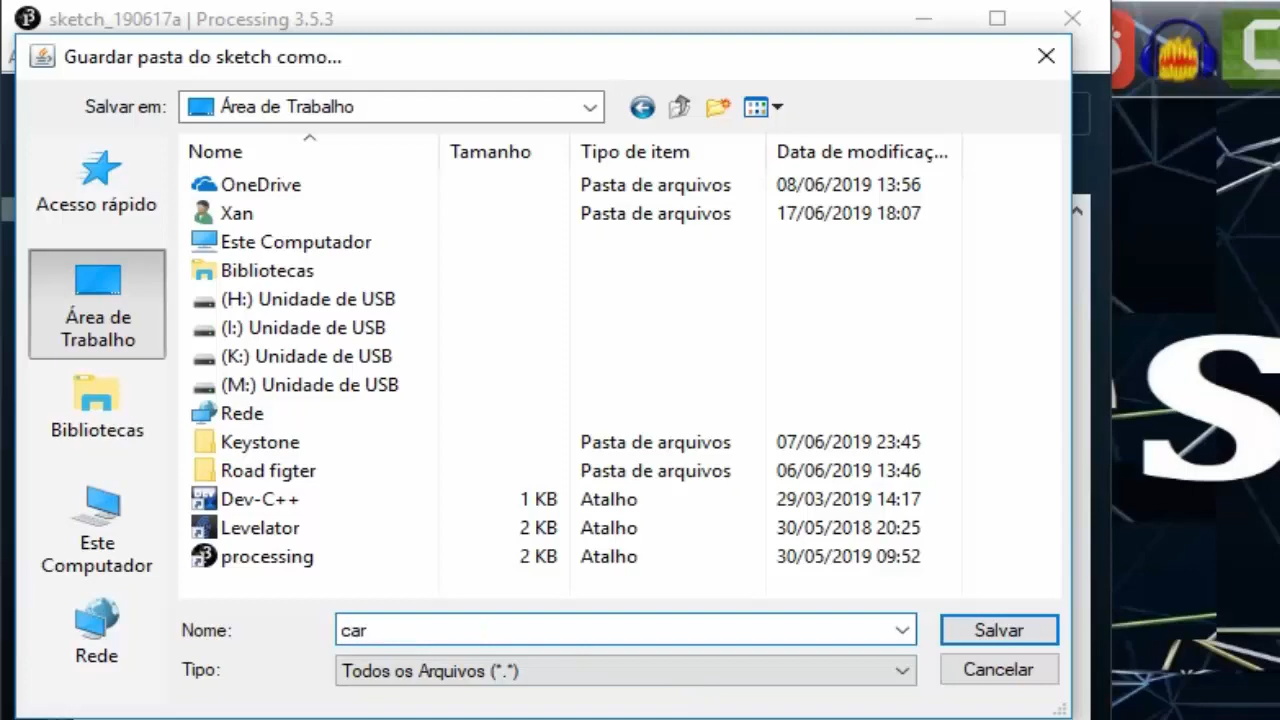 sketch_190617a | Processing 3.5.3
Guardar pasta do sketch como...
Salvar em: Área de Trabalho
Nome Tamanho Tipo de item Data de modificaç...
OneDrive Pasta de arquivos 08/06/2019 13:56
Xan Pasta de arquivos 17/06/2019 18:07
Este Computador
Bibliotecas
(H:) Unidade de USB
(I:) Unidade de USB
(K:) Unidade de USB
(M:) Unidade de USB
Rede
Keystone Pasta de arquivos 07/06/2019 23:45
Road figter Pasta de arquivos 06/06/2019 13:46
Dev-C++ 1 KB Atalho 29/03/2019 14:17
Levelator 2 KB Atalho 30/05/2018 20:25
processing 2 KB Atalho 30/05/2019 09:52
Acesso rápido
Área de
Trabalho
Bibliotecas
Este
Computador
Rede
Nome: car Salvar
Tipo: Todos os Arquivos (*.*) Cancelar
S